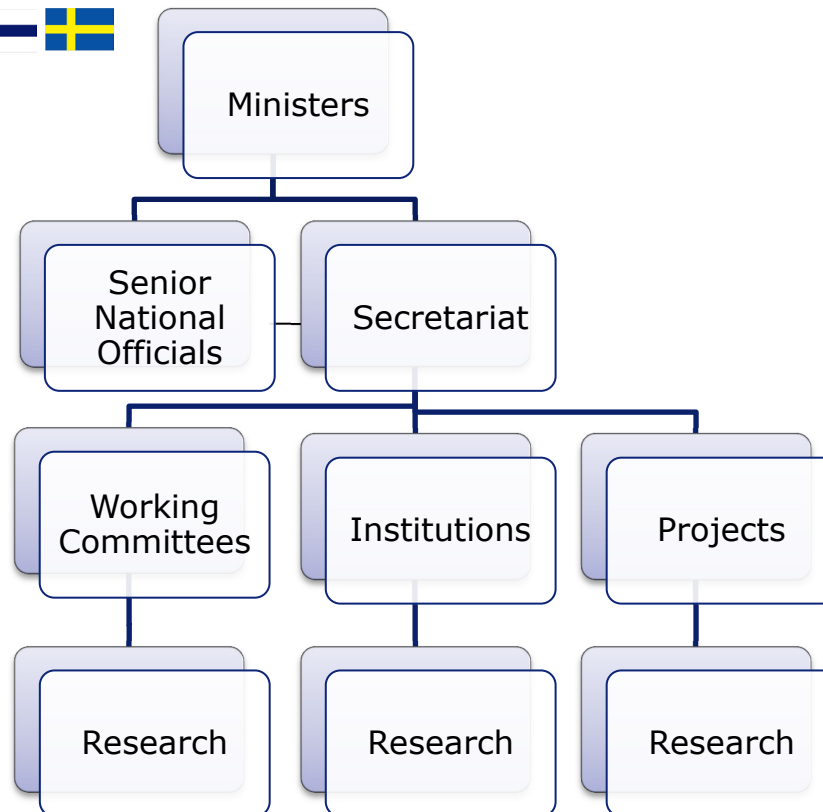 Ministers
Senior
National
Officials
Secretariat
Working
Committees
Institutions
Projects
Research
Research
Research